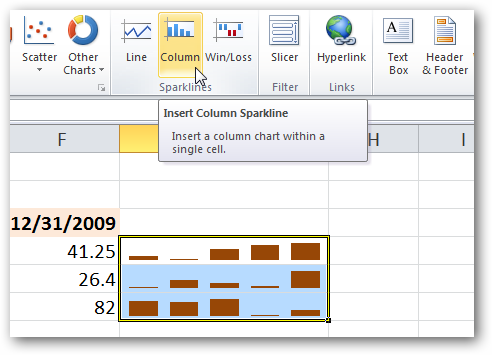 Scatter Other Charts Line Column Win/Loss Slicer Hyperlink Text Box Header & Footer
Sparklines Filter Links
Insert Column Sparkline
Insert a column chart within a
single cell.
F H I
12/31/2009
41.25
26.4
82